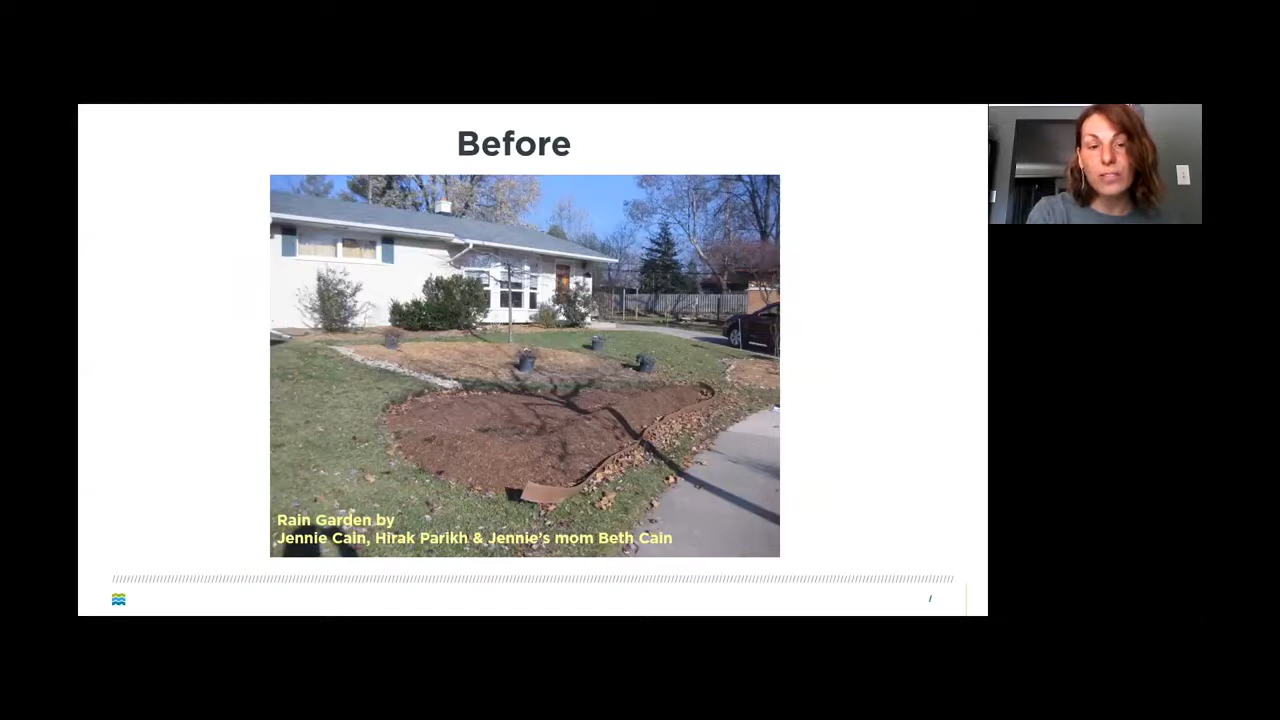 Before
Rain Garden by
Jennie Cain, Hirak Parikh & Jennie's mom Beth Cain
/